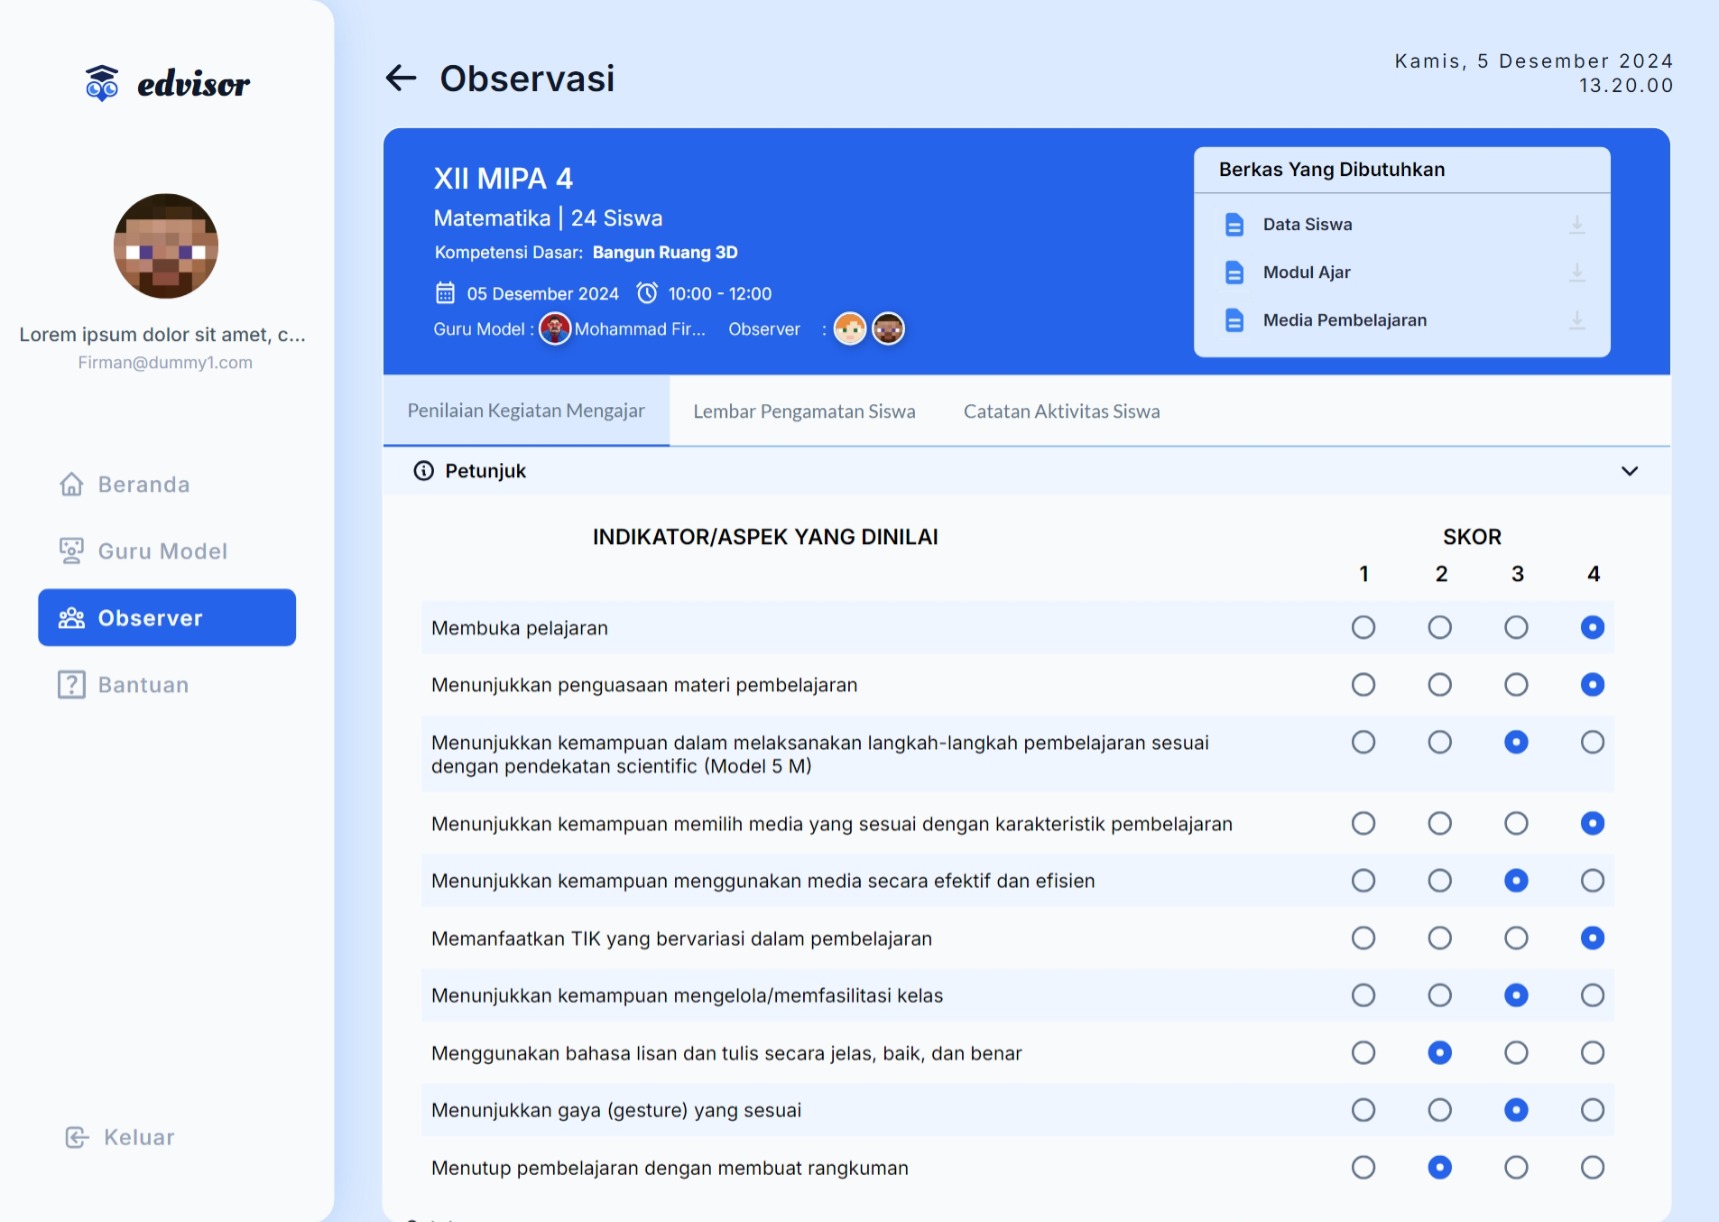 edvisor
Lorem ipsum dolor sit amet, c...
Firman@dummy1.com
Beranda
Guru Model
Observer
Bantuan
Keluar
Observasi
Kamis, 5 Desember 2024
13.20.00
XII MIPA 4
Matematika | 24 Siswa
Kompetensi Dasar: Bangun Ruang 3D
05 Desember 2024 10:00 - 12:00
Guru Model : Mohammad Fir... Observer :
Berkas Yang Dibutuhkan
Data Siswa
Modul Ajar
Media Pembelajaran
Penilaian Kegiatan Mengajar Lembar Pengamatan Siswa Catatan Aktivitas Siswa
Petunjuk
INDIKATOR/ASPEK YANG DINILAI SKOR
1 2 3 4
Membuka pelajaran
Menunjukkan penguasaan materi pembelajaran
Menunjukkan kemampuan dalam melaksanakan langkah-langkah pembelajaran sesuai
dengan pendekatan scientific (Model 5 M)
Menunjukkan kemampuan memilih media yang sesuai dengan karakteristik pembelajaran
Menunjukkan kemampuan menggunakan media secara efektif dan efisien
Memanfaatkan TIK yang bervariasi dalam pembelajaran
Menunjukkan kemampuan mengelola/memfasilitasi kelas
Menggunakan bahasa lisan dan tulis secara jelas, baik, dan benar
Menunjukkan gaya (gesture) yang sesuai
Menutup pembelajaran dengan membuat rangkuman